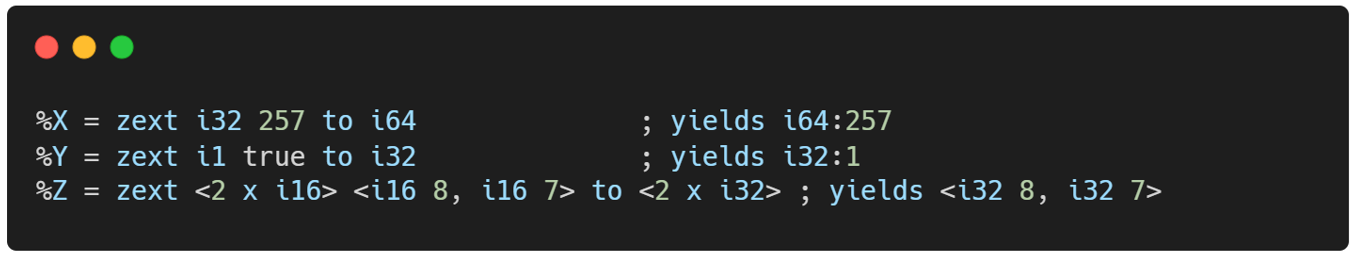 %X = zext i32 257 to i64              ; yields i64:257
%Y = zext i1 true to i32              ; yields i32:1
%Z = zext <2 x i16> <i16 8, i16 7> to <2 x i32> ; yields <i32 8, i32 7>